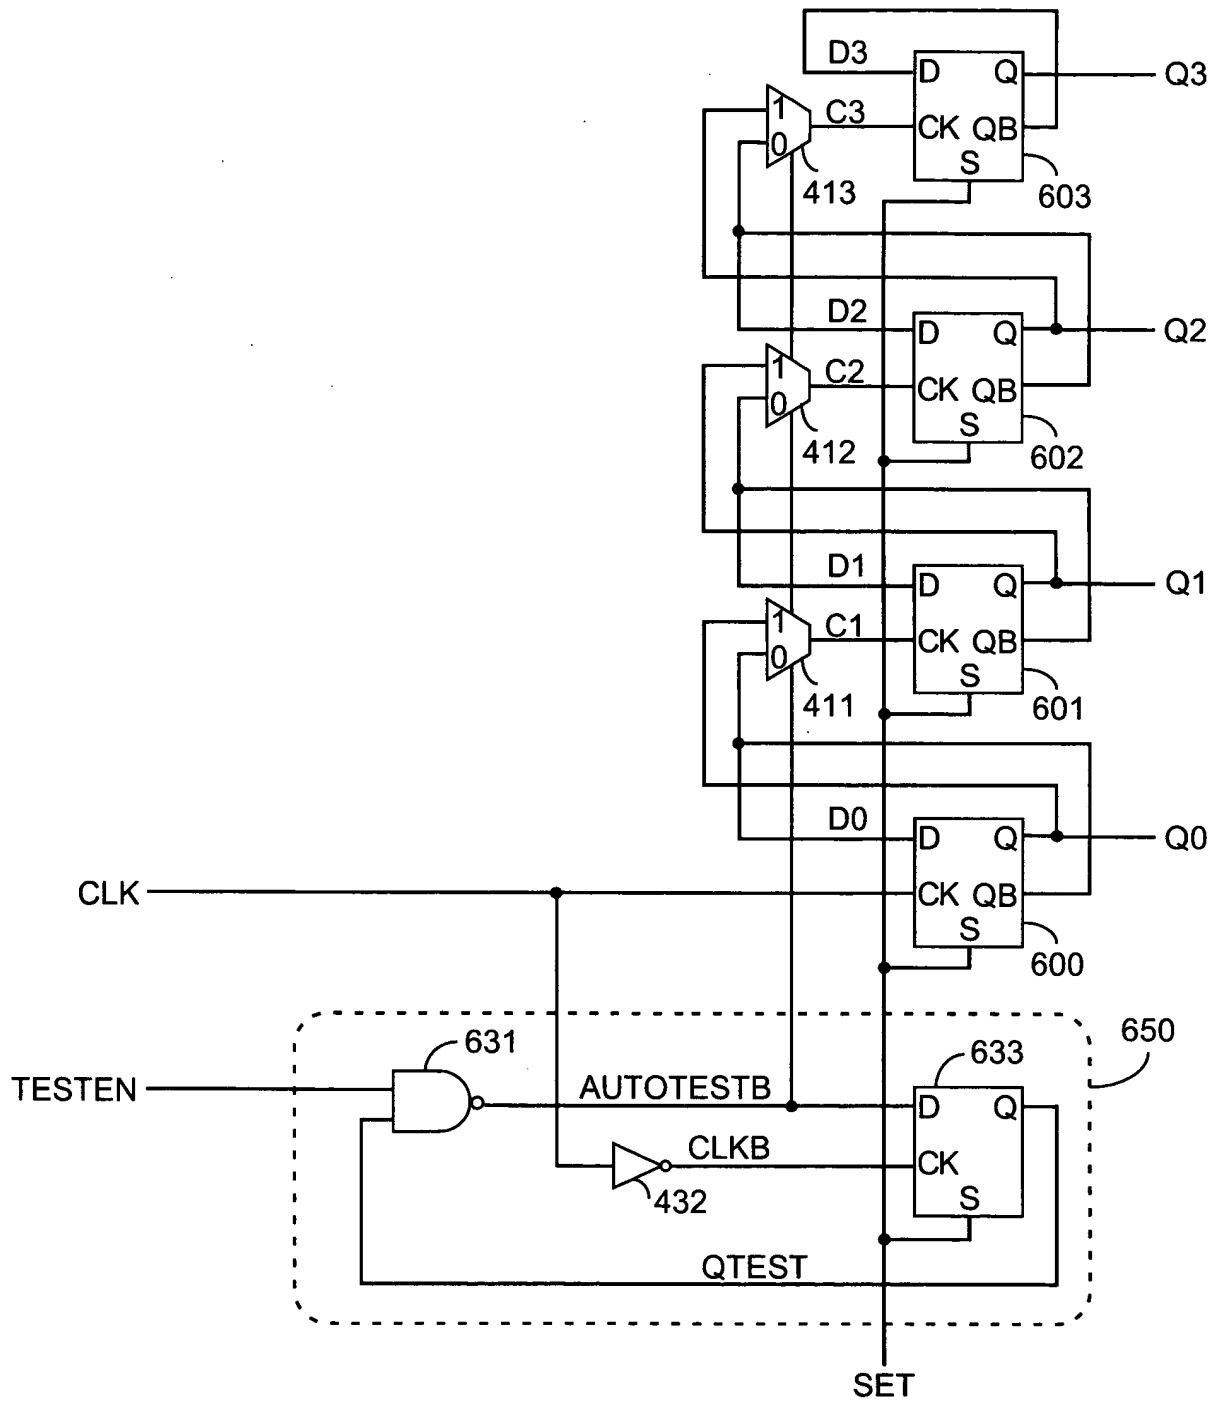 D3
D
Q
Q3
1
C3
CK
QB
0
S
413
603
D2
D
Q
Q2
1
C2
CK
QB
0
S
412
602
D1
D
Q
Q1
1
C1
CK
QB
0
S
411
601
D0
D
Q
Q0
CLK
CK
QB
S
600
631
633
650
TESTEN
AUTOTESTB
D
Q
CLKB
CK
432
S
QTEST
SET